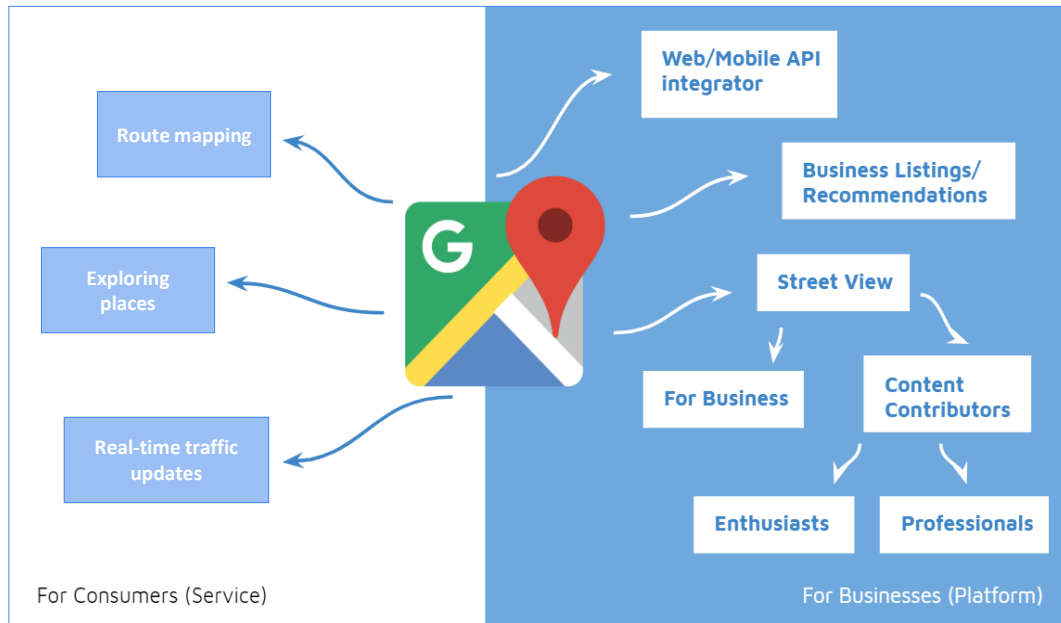 Web/Mobile API
integrator
Route mapping
Business Listings/
Recommendations
G
Exploring
places
Street View
For Business
Content
Contributors
Real-time traffic
updates
Enthusiasts
Professionals
For Consumers (Service)
For Businesses (Platform)